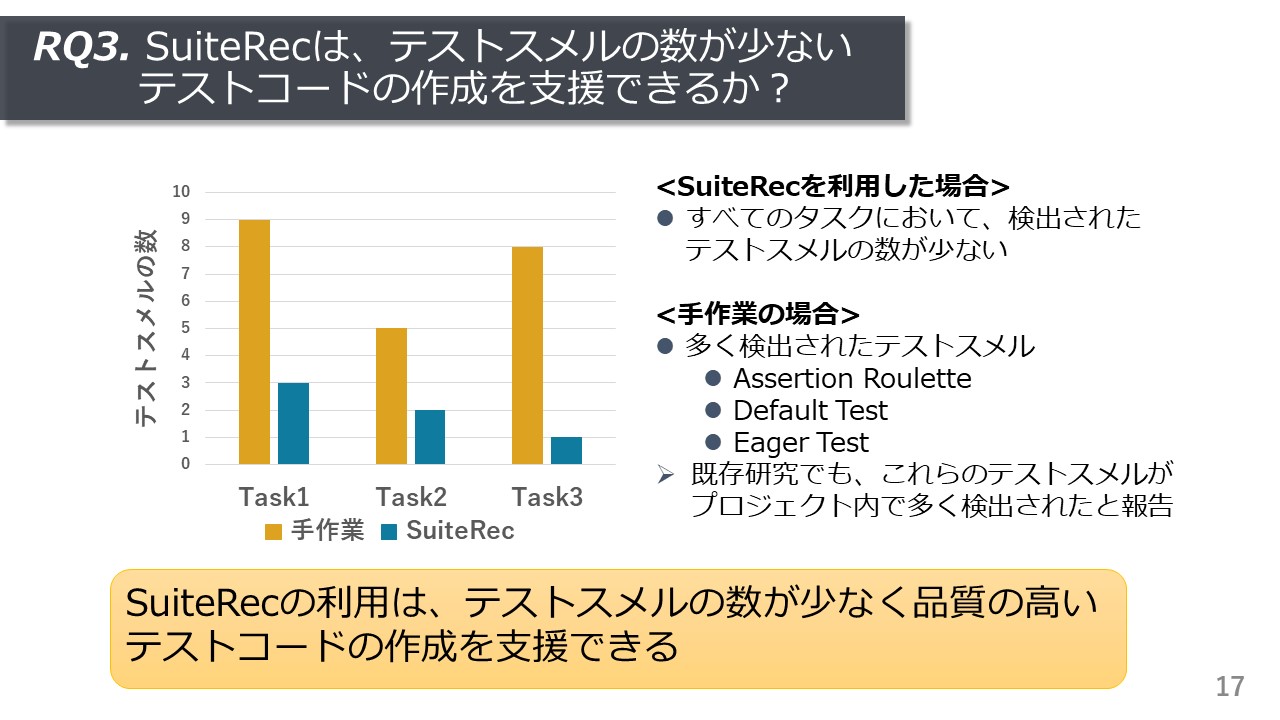 RQ3. SuiteRecは、テストスメルの数が少ない
テストコードの作成を支援できるか？
テストスメルの数
10
9
8
7
6
5
4
3
2
1
0
Task1 Task2 Task3
手作業 SuiteRec
<SuiteRecを利用した場合>
● すべてのタスクにおいて、検出された
テストスメルの数が少ない
<手作業の場合>
● 多く検出されたテストスメル
● Assertion Roulette
● Default Test
● Eager Test
➢ 既存研究でも、これらのテストスメルが
プロジェクト内で多く検出されたと報告
SuiteRecの利用は、テストスメルの数が少なく品質の高い
テストコードの作成を支援できる
17